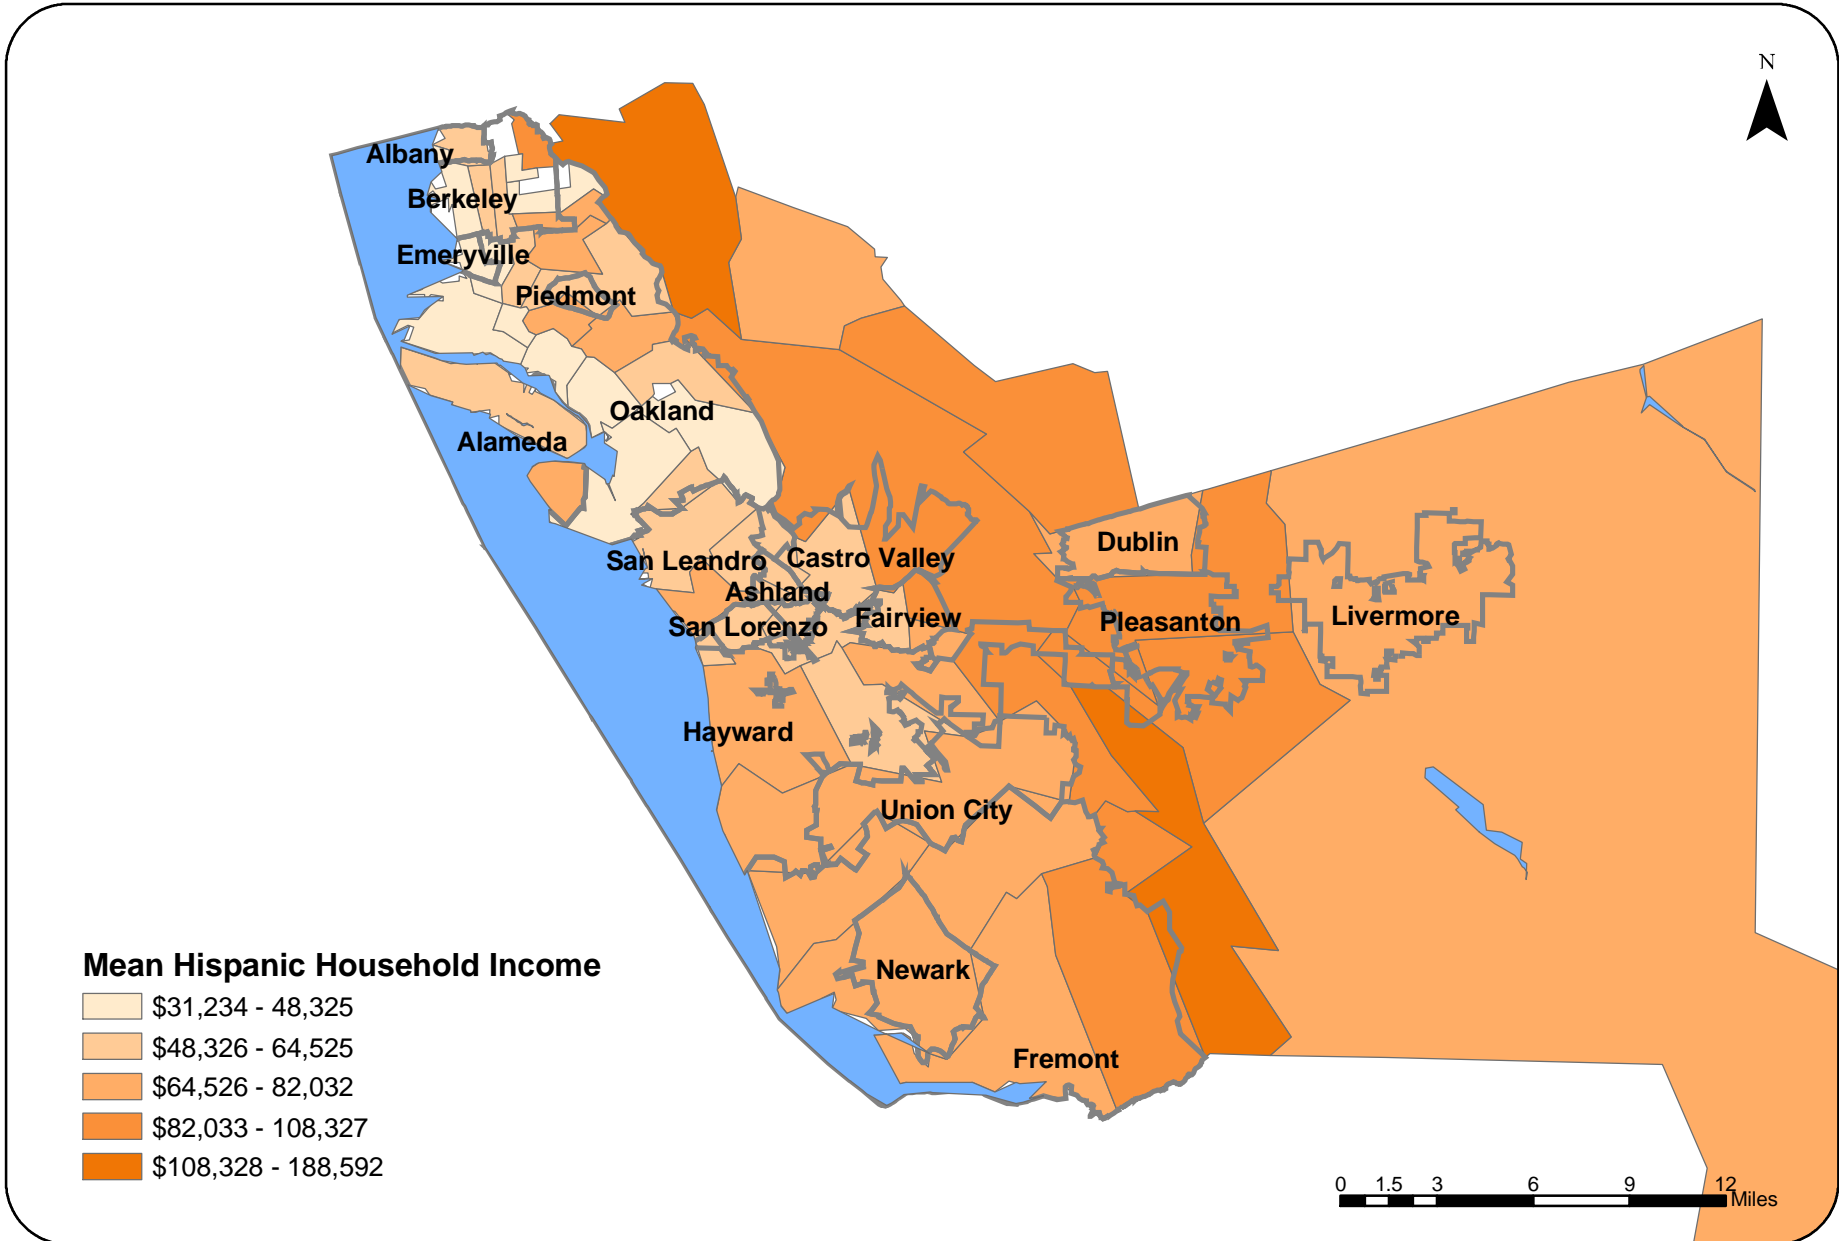 N
Albany
Berkeley
Emeryville
Piedmont
Oakland
Alameda
Dublin
San Leandro
Castro Valley
Ashland
San Lorenzo
Fairview
Pleasanton
Livermore
Hayward
Union City
Newark
Fremont
Mean Hispanic Household Income
$31,234 - 48,325
$48,326 - 64,525
$64,526 - 82,032
$82,033 - 108,327
$108,328 - 188,592
0 1.5 3 6 9 12
Miles